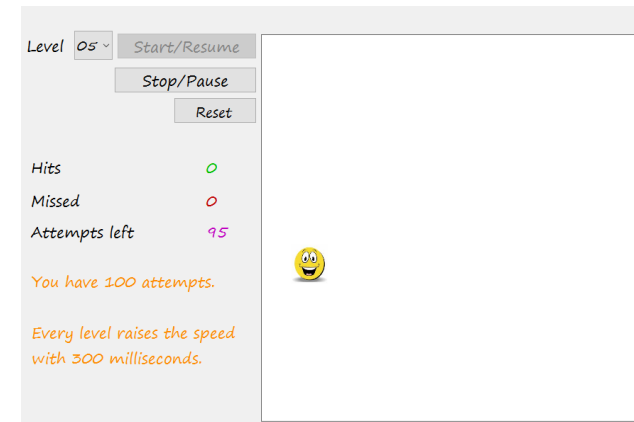 Level 05 Start/Resume
Stop/Pause
Reset
Hits 0
Missed 0
Attempts left 95
You have 100 attempts.
Every level raises the speed
with 300 milliseconds.